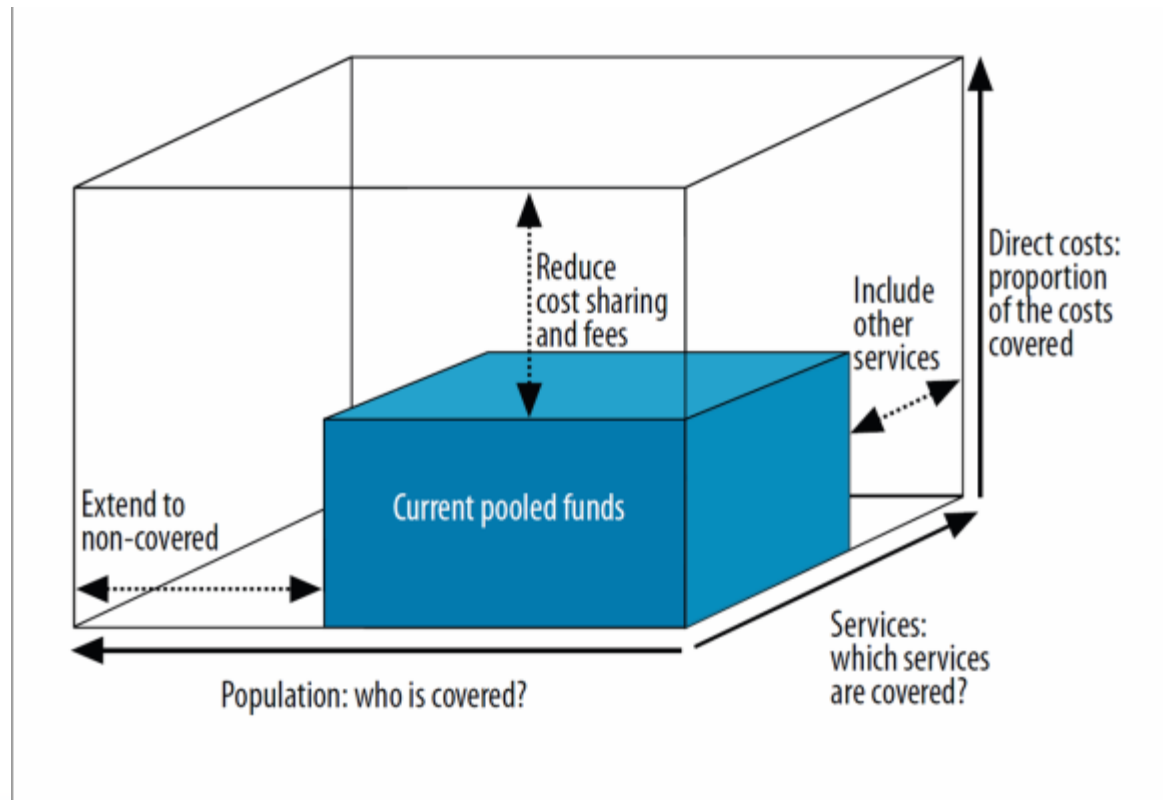 Reduce
cost sharing
and fees
Include
other
services
Direct costs:
proportion
of the costs
covered
Extend to
non-covered
Current pooled funds
Services:
which services
are covered?
Population: who is covered?